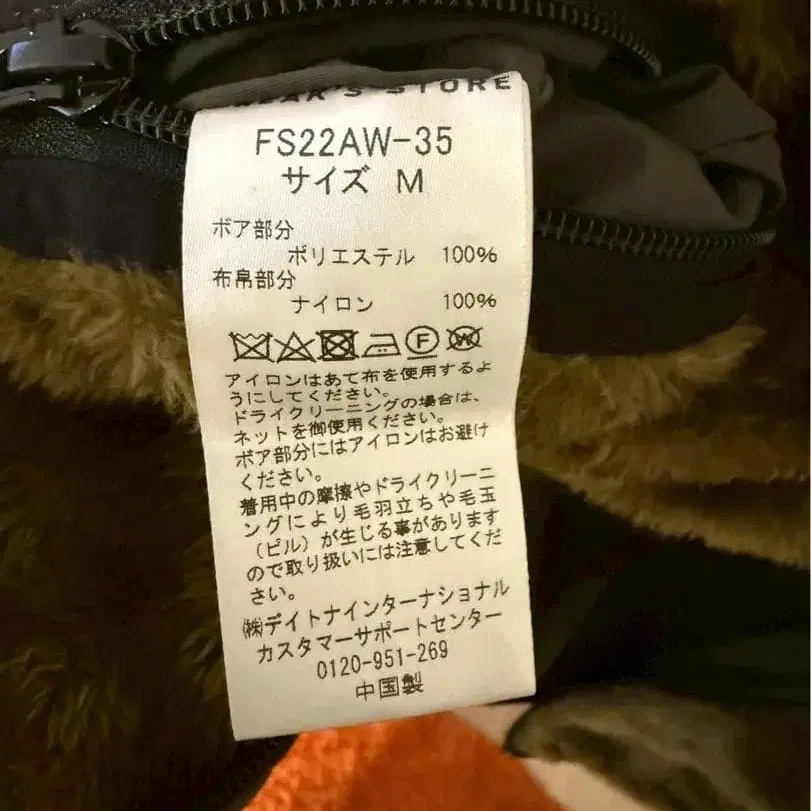 FREAK'S STORE
FS22AW-35
サイズ M
ボア部分
ポリエステル 100%
布帛部分
ナイロン 100%
F W
アイロンはあて布を使用するよ
うにしてください。
ドライクリーニングの場合は、
ネットを御使用ください。
ボア部分にはアイロンはお避け
ください。
着用中の摩擦やドライクリーニ
ングにより毛羽立ちや毛玉
(ピル)が生じる事があります
ので取り扱いには注意してくだ
さい。
㈱デイトナインターナショナル
カスタマーサポートセンター
0120-951-269
中国製